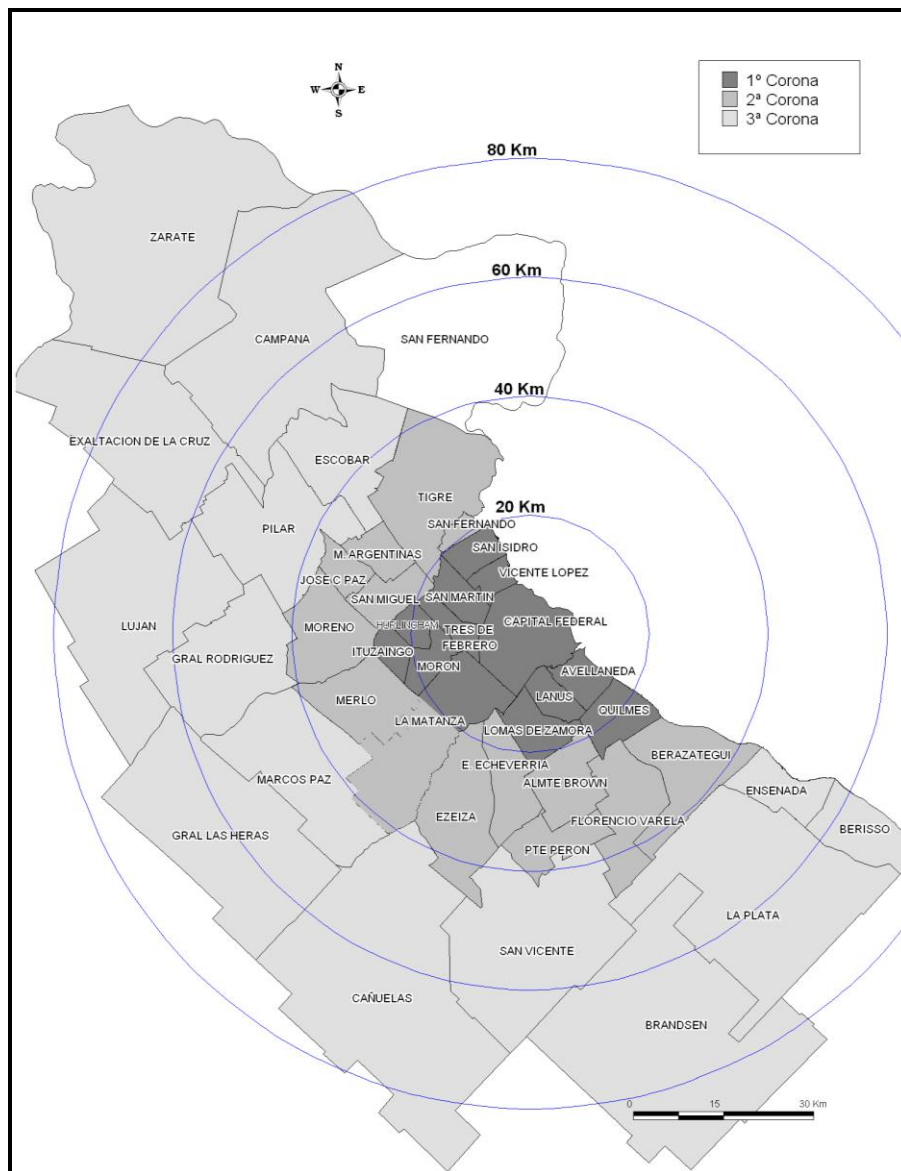 N
W E
S
1º Corona
2ª Corona
3ª Corona
80 Km
ZARATE
60 Km
CAMPANA
SAN FERNANDO
40 Km
EXALTACION DE LA CRUZ
ESCOBAR
TIGRE
20 Km
PILAR
SAN FERNANDO
M. ARGENTINAS
SAN ISIDRO
JOSE C PAZ
VICENTE LOPEZ
SAN MIGUEL
SAN MARTIN
LUJAN
MORENO
HURLINGHAM
TRES DE
FEBRERO
CAPITAL FEDERAL
GRAL RODRIGUEZ
ITUZAINGO
MORON
AVELLANEDA
MERLO
LANUS
QUILMES
LA MATANZA
LOMAS DE ZAMORA
BERAZATEGUI
E. ECHEVERRIA
MARCOS PAZ
ALMTE BROWN
ENSENADA
EZEIZA
FLORENCIO VARELA
BERISSO
GRAL LAS HERAS
PTE PERON
LA PLATA
SAN VICENTE
CAÑUELAS
BRANDSEN
0 15 30 Km